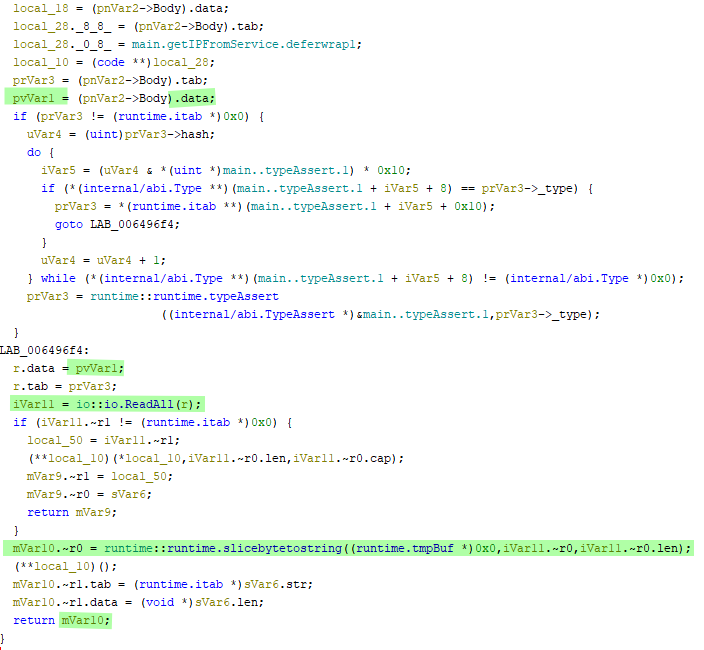 local_18 = (pnVar2->Body).data;
local_28._8_8_ = (pnVar2->Body).tab;
local_28._0_8_ = main.getIPFromService.deferwrap1;
local_10 = (code **)local_28;
prVar3 = (pnVar2->Body).tab;
pvVar1 = (pnVar2->Body).data;
if (prVar3 != (runtime.itab *)0x0) {
uVar4 = (uint)prVar3->hash;
do {
iVar5 = (uVar4 & *(uint *)main..typeAssert.1) * 0x10;
if (*(internal/abi.Type **)(main..typeAssert.1 + iVar5 + 8) == prVar3->_type) {
prVar3 = *(runtime.itab **)(main..typeAssert.1 + iVar5 + 0x10);
goto LAB_006496f4;
}
uVar4 = uVar4 + 1;
} while (*(internal/abi.Type **)(main..typeAssert.1 + iVar5 + 8) != (internal/abi.Type *)0x0);
prVar3 = runtime::runtime.typeAssert
((internal/abi.TypeAssert *)&main..typeAssert.1,prVar3->_type);
}
LAB_006496f4:
r.data = pvVar1;
r.tab = prVar3;
iVar11 = io::io.ReadAll(r);
if (iVar11.~r1 != (runtime.itab *)0x0) {
local_50 = iVar11.~r1;
(**local_10)(*local_10,iVar11.~r0.len,iVar11.~r0.cap);
mVar9.~r1 = local_50;
mVar9.~r0 = sVar6;
return mVar9;
}
mVar10.~r0 = runtime::runtime.slicebytetostring((runtime.tmpBuf *)0x0,iVar11.~r0,iVar11.~r0.len);
(**local_10)();
mVar10.~r1.tab = (runtime.itab *)sVar6.str;
mVar10.~r1.data = (void *)sVar6.len;
return mVar10;
}